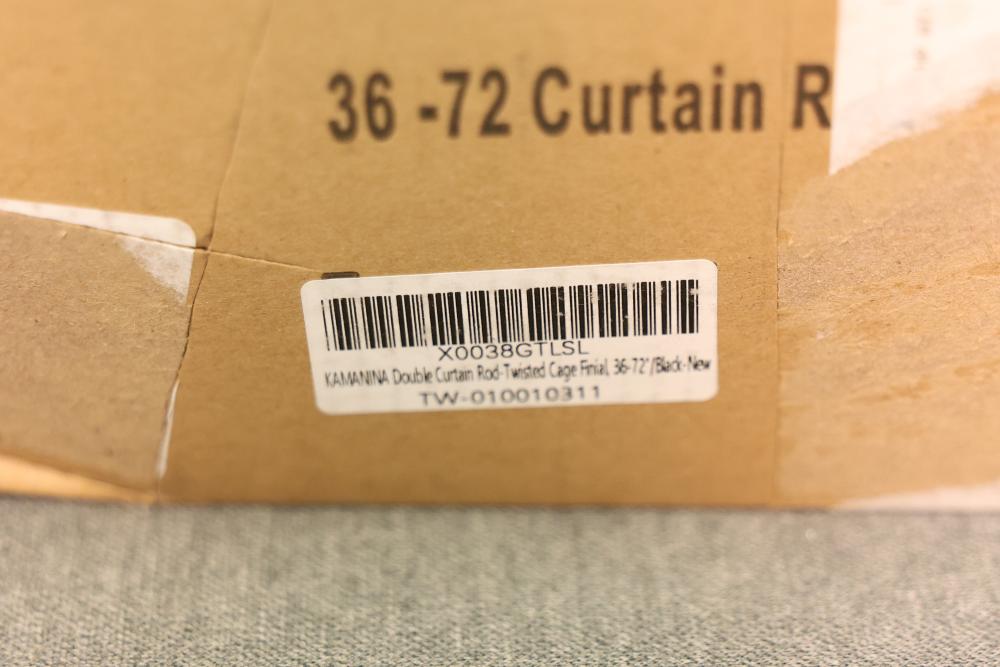 36 -72 Curtain R
X0038GTLSL
KAMANINA Double Curtain Rod-Twisted Cage Finial, 36-72"/Black-New
TW-010010311